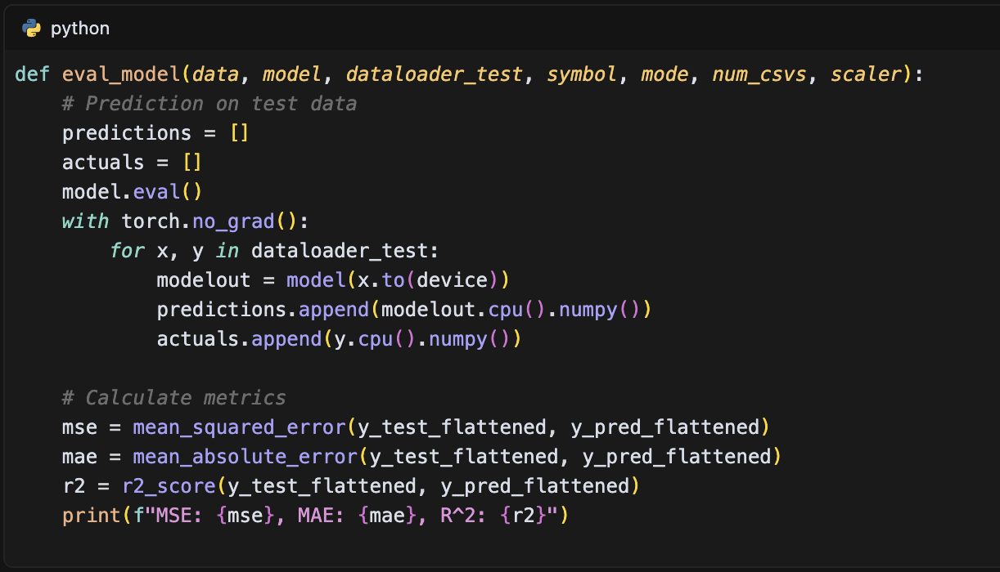 python
def eval_model(data, model, dataloader_test, symbol, mode, num_csvs, scaler):
    # Prediction on test data
    predictions = []
    actuals = []
    model.eval()
    with torch.no_grad():
        for x, y in dataloader_test:
            modelout = model(x.to(device))
            predictions.append(modelout.cpu().numpy())
            actuals.append(y.cpu().numpy())

    # Calculate metrics
    mse = mean_squared_error(y_test_flattened, y_pred_flattened)
    mae = mean_absolute_error(y_test_flattened, y_pred_flattened)
    r2 = r2_score(y_test_flattened, y_pred_flattened)
    print(f"MSE: {mse}, MAE: {mae}, R^2: {r2}")